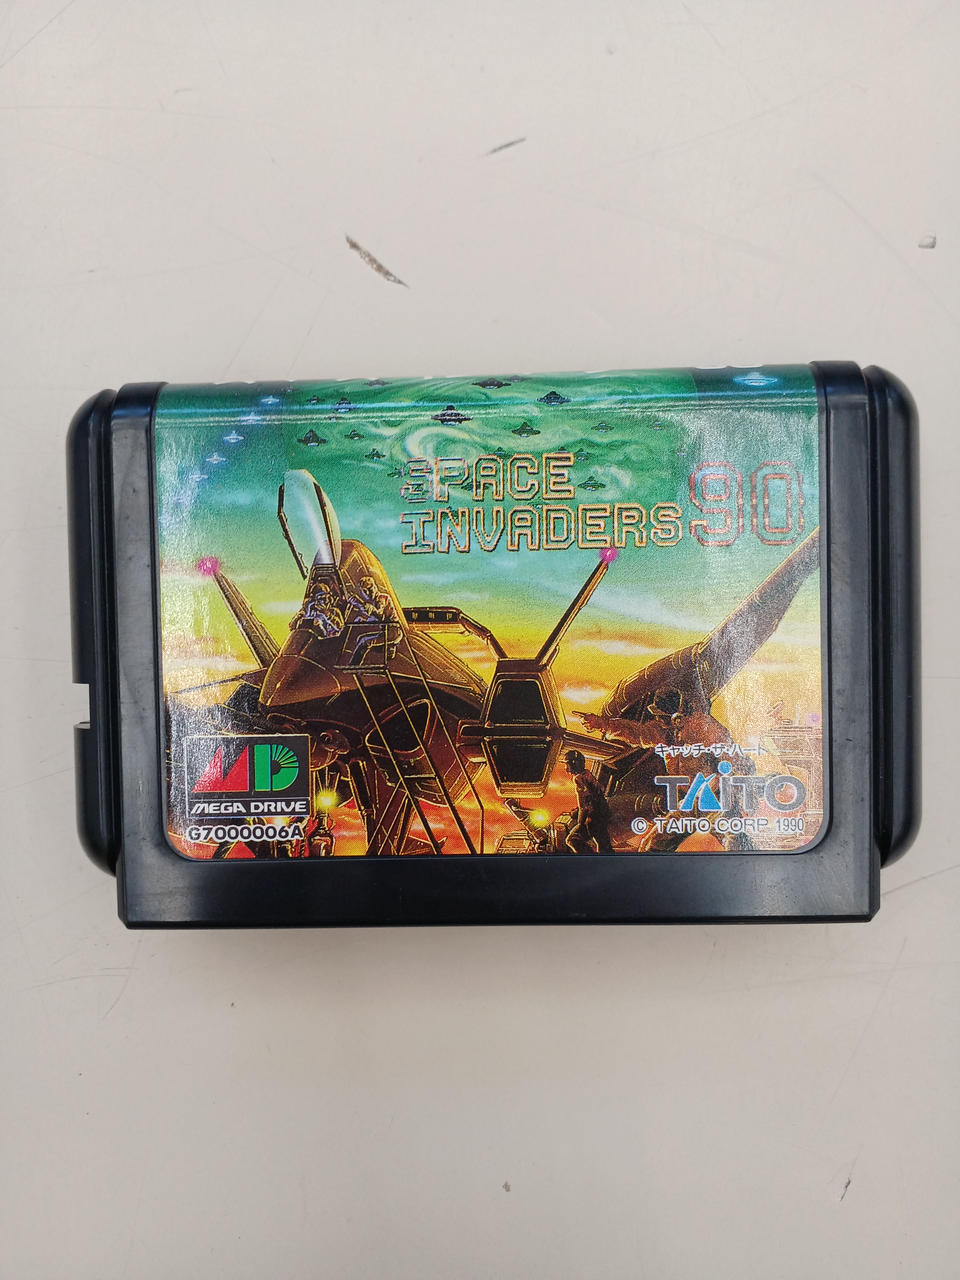 SPACE
INVADERS 90
MD
MEGA DRIVE
G7000006A
キャッチ・ザ・ハート
TAITO
© TAITO CORP. 1990